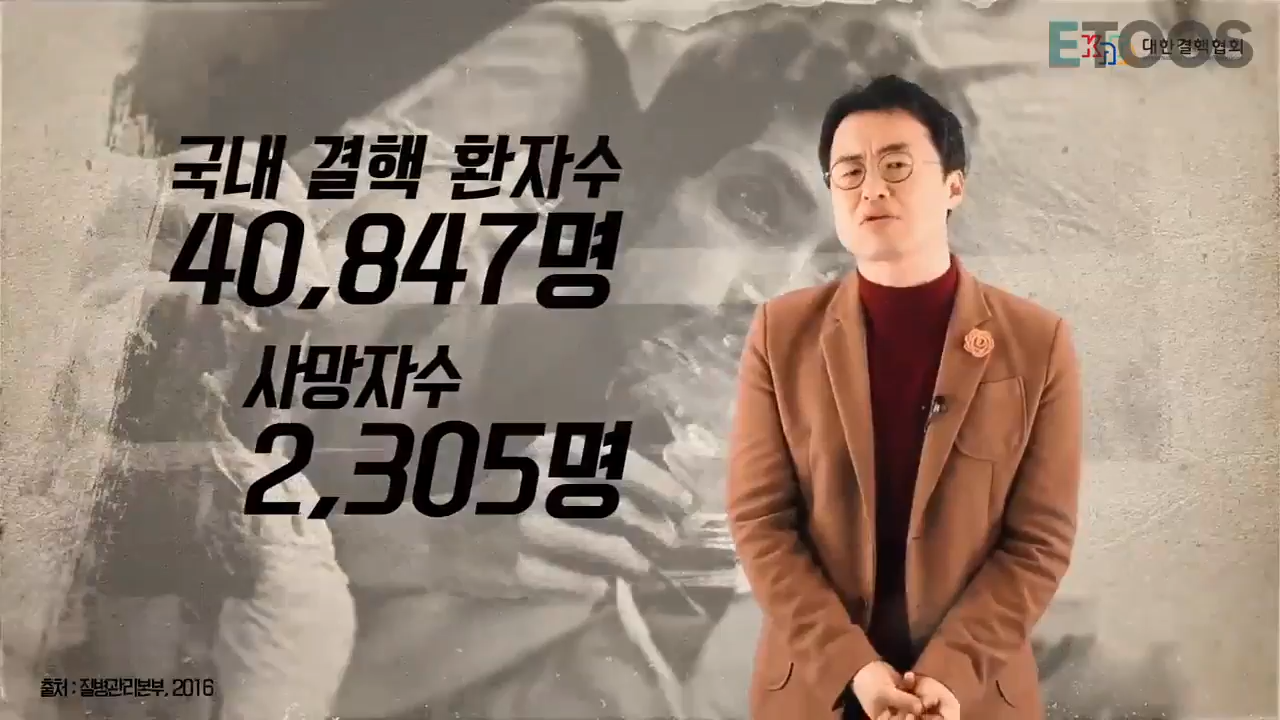 ETOOS
대한결핵협회
국내 결핵 환자수
40,847명
사망자수
2,305명
출처 : 질병관리본부, 2016